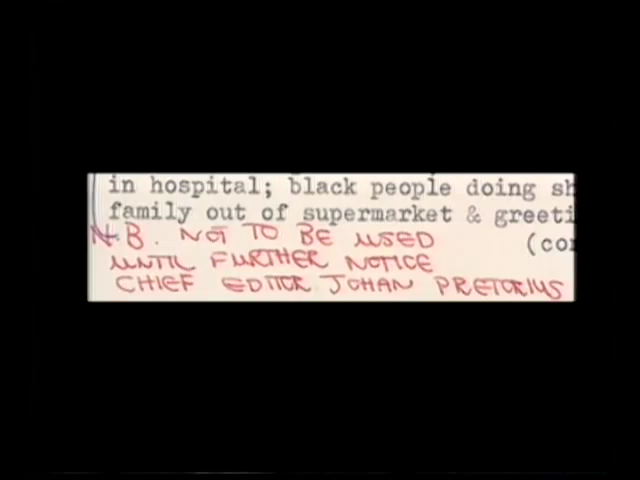 in hospital; black people doing sh
family out of supermarket & greeti
N.B. NOT TO BE USED (co
UNTIL FURTHER NOTICE
CHIEF EDITOR JOHAN PRETORIUS